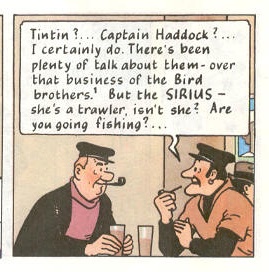 Tintin?... Captain Haddock?...
I certainly do. There's been
plenty of talk about them - over
that business of the Bird
brothers.¹ But the SIRIUS –
she's a trawler, isn't she? Are
you going fishing?...